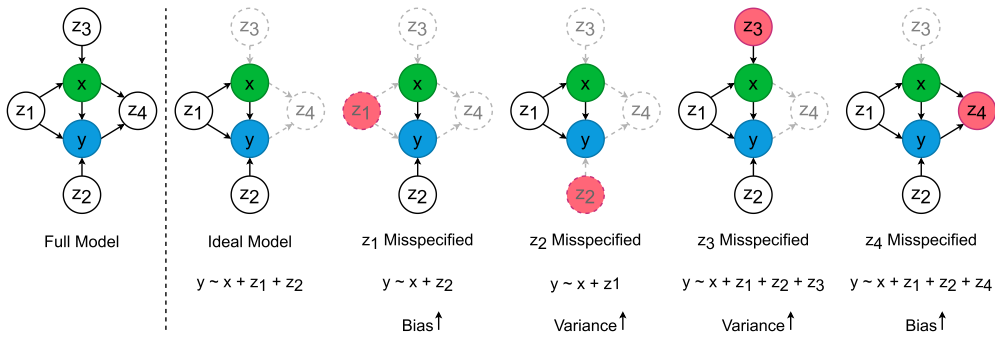 z3
x
z1
z4
y
z2
Full Model
z3
x
z1
z4
y
z2
Ideal Model
y ~ x + z1 + z2
z3
x
z1
z4
y
z2
z1 Misspecified
y ~ x + z2
Bias
z3
x
z1
z4
y
z2
z2 Misspecified
y ~ x + z1
Variance
z3
x
z1
z4
y
z2
z3 Misspecified
y ~ x + z1 + z2 + z3
Variance
z3
x
z1
z4
y
z2
z4 Misspecified
y ~ x + z1 + z2 + z4
Bias